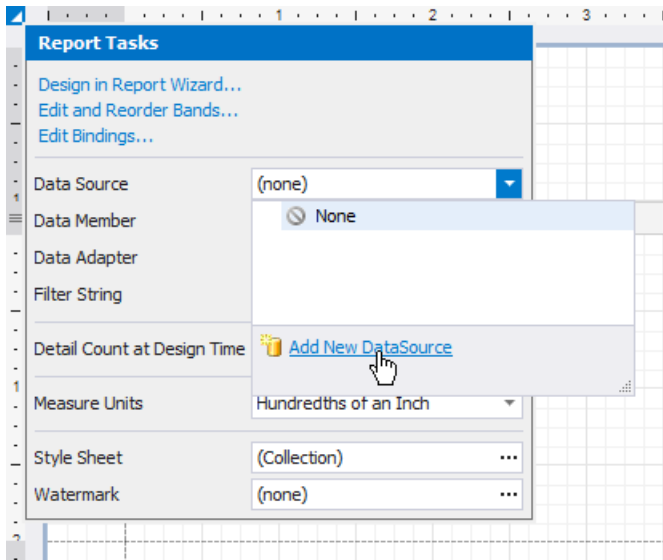 1 2 3
Report Tasks
Design in Report Wizard...
Edit and Reorder Bands...
Edit Bindings...
Data Source (none)
1
Data Member None
Data Adapter
Filter String
Detail Count at Design Time Add New DataSource
1
Measure Units Hundredths of an Inch
Style Sheet (Collection) ...
Watermark (none) ...